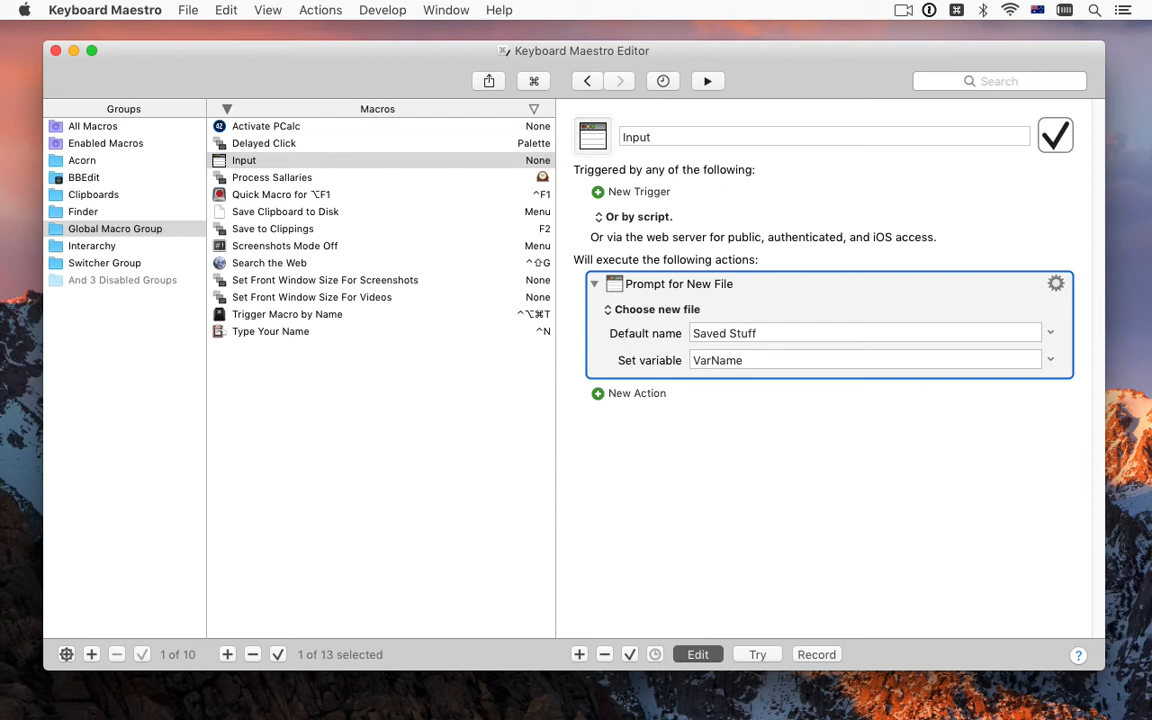 Keyboard Maestro File Edit View Actions Develop Window Help
Keyboard Maestro Editor
Search
Groups
All Macros
Enabled Macros
Acorn
BBEdit
Clipboards
Finder
Global Macro Group
Interarchy
Switcher Group
And 3 Disabled Groups
1 of 10
Macros
Activate PCalc None
Delayed Click Palette
Input None
Process Sallaries
Quick Macro for ⌥F1 ^F1
Save Clipboard to Disk Menu
Save to Clippings F2
Screenshots Mode Off Menu
Search the Web ^⇧G
Set Front Window Size For Screenshots None
Set Front Window Size For Videos None
Trigger Macro by Name ^⌥⌘T
Type Your Name ^N
1 of 13 selected
Input
Triggered by any of the following:
New Trigger
Or by script.
Or via the web server for public, authenticated, and iOS access.
Will execute the following actions:
Prompt for New File
Choose new file
Default name Saved Stuff
Set variable VarName
New Action
Edit Try Record ?